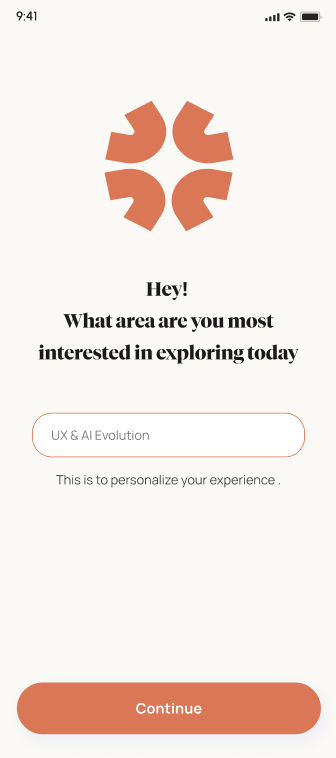 9:41
Hey!
What area are you most
interested in exploring today
UX & AI Evolution
This is to personalize your experience .
Continue